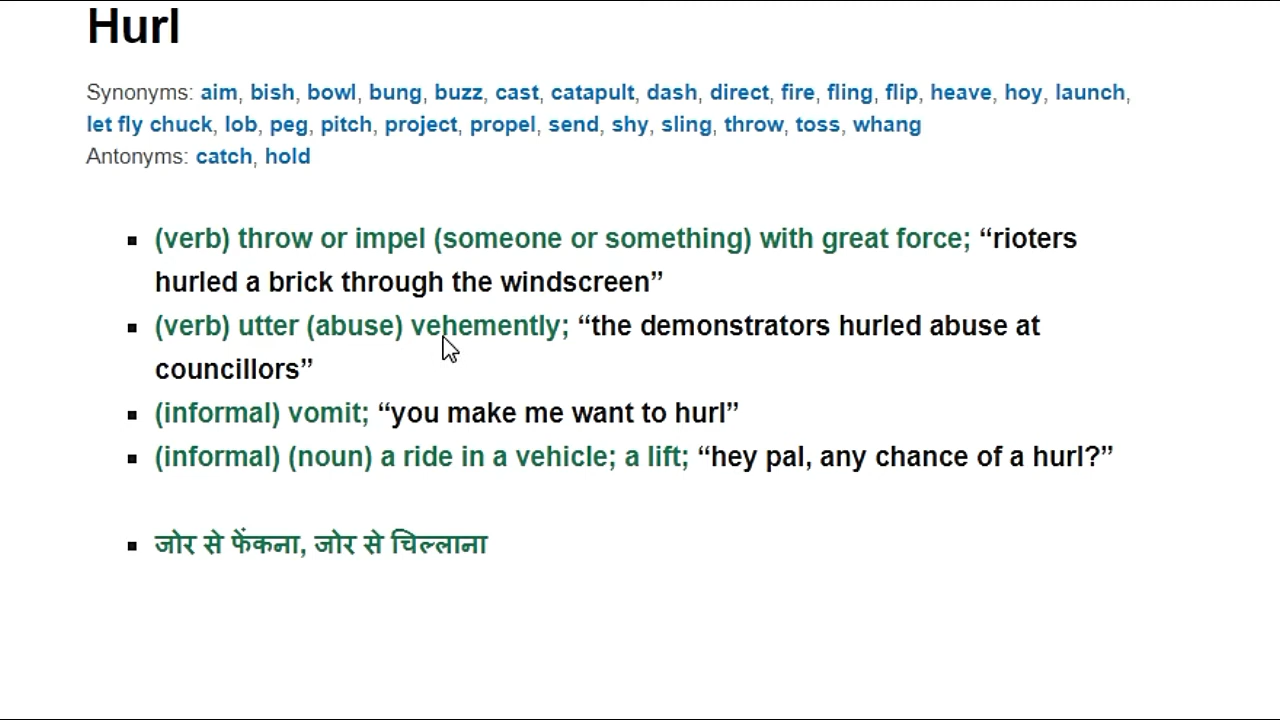 Hurl
Synonyms: aim, bish, bowl, bung, buzz, cast, catapult, dash, direct, fire, fling, flip, heave, hoy, launch,
let fly chuck, lob, peg, pitch, project, propel, send, shy, sling, throw, toss, whang
Antonyms: catch, hold
▪ (verb) throw or impel (someone or something) with great force; “rioters
hurled a brick through the windscreen”
▪ (verb) utter (abuse) vehemently; “the demonstrators hurled abuse at
councillors”
▪ (informal) vomit; “you make me want to hurl”
▪ (informal) (noun) a ride in a vehicle; a lift; “hey pal, any chance of a hurl?”
▪ जोर से फेंकना, जोर से चिल्लाना